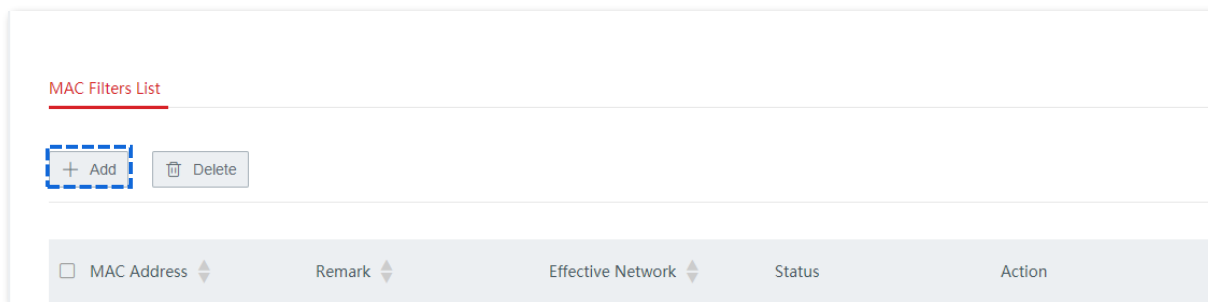 MAC Filters List
+ Add Delete
MAC Address Remark Effective Network Status Action